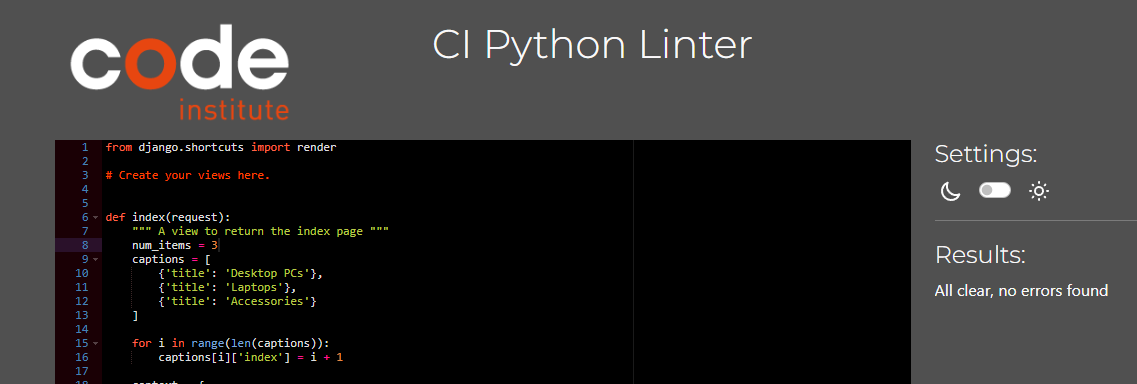 code
institute
CI Python Linter
1 from django.shortcuts import render
2
3 # Create your views here.
4
5
6 def index(request):
7     """ A view to return the index page """
8     num_items = 3
9     captions = [
10         {'title': 'Desktop PCs'},
11         {'title': 'Laptops'},
12         {'title': 'Accessories'}
13     ]
14
15     for i in range(len(captions)):
16         captions[i]['index'] = i + 1
17
Settings:
Results:
All clear, no errors found